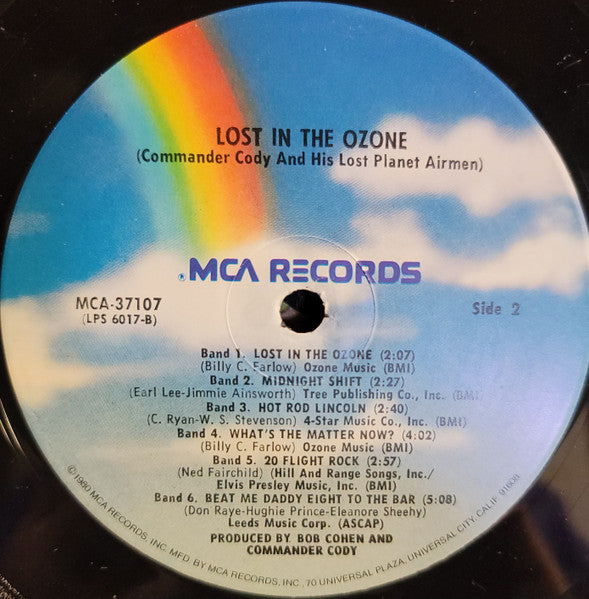 LOST IN THE OZONE
(Commander Cody And His Lost Planet Airmen)
®MCA RECORDS
MCA-37107
(LPS 6017-B)
Side 2
Band 1. LOST IN THE OZONE (2:07)
(Billy C. Farlow) Ozone Music (BMI)
Band 2. MIDNIGHT SHIFT (2:27)
(Earl Lee-Jimmie Ainsworth) Tree Publishing Co., Inc. (BMI)
Band 3. HOT ROD LINCOLN (2:40)
(C. Ryan-W. S. Stevenson) 4-Star Music Co., Inc. (BMI)
Band 4. WHAT'S THE MATTER NOW? (4:02)
(Billy C. Farlow) Ozone Music (BMI)
Band 5. 20 FLIGHT ROCK (2:57)
(Ned Fairchild) (Hill And Range Songs, Inc./
Elvis Presley Music, Inc. (BMI)
Band 6. BEAT ME DADDY EIGHT TO THE BAR (5:08)
(Don Raye-Hughie Prince-Eleanore Sheehy)
Leeds Music Corp. (ASCAP)
PRODUCED BY BOB COHEN AND
COMMANDER CODY
©1980 MCA RECORDS, INC. MFD. BY MCA RECORDS, INC., 70 UNIVERSAL PLAZA, UNIVERSAL CITY, CALIF. 91608